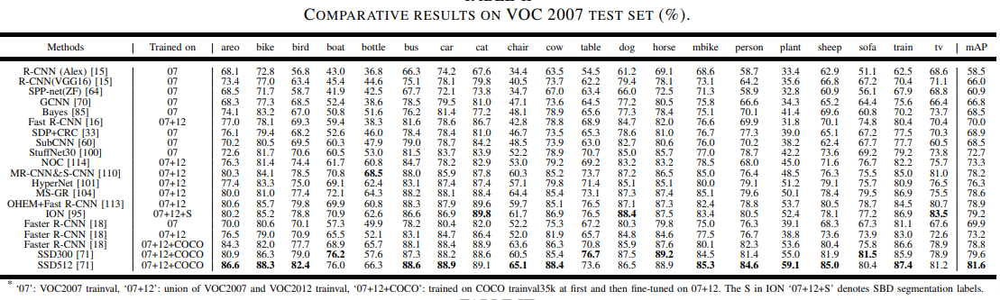 COMPARATIVE RESULTS ON VOC 2007 TEST SET (%).
Methods Trained on areo bike bird boat bottle bus car cat chair cow table dog horse mbike person plant sheep sofa train tv mAP
R-CNN (Alex) [15] 07 68.1 72.8 56.8 43.0 36.8 66.3 74.2 67.6 34.4 63.5 54.5 61.2 69.1 68.6 58.7 33.4 62.9 51.1 62.5 68.6 58.5
R-CNN(VGG16) [15] 07 73.4 77.0 63.4 45.4 44.6 75.1 78.1 79.8 40.5 73.7 62.2 79.4 78.1 73.1 64.2 35.6 66.8 67.2 70.4 71.1 66.0
SPP-net(ZF) [64] 07 68.5 71.7 58.7 41.9 42.5 67.7 72.1 73.8 34.7 67.0 63.4 66.0 72.5 71.3 58.9 32.8 60.9 56.1 67.9 68.8 60.9
GCNN [70] 07 68.3 77.3 68.5 52.4 38.6 78.5 79.5 81.0 47.1 73.6 64.5 77.2 80.5 75.8 66.6 34.3 65.2 64.4 75.6 66.4 66.8
Bayes [85] 07 74.1 83.2 67.0 50.8 51.6 76.2 81.4 77.2 48.1 78.9 65.6 77.3 78.4 75.1 70.1 41.4 69.6 60.8 70.2 73.7 68.5
Fast R-CNN [16] 07+12 77.0 78.1 69.3 59.4 38.3 81.6 78.6 86.7 42.8 78.8 68.9 84.7 82.0 76.6 69.9 31.8 70.1 74.8 80.4 70.4 70.0
SDP+CRC [33] 07 76.1 79.4 68.2 52.6 46.0 78.4 78.4 81.0 46.7 73.5 65.3 78.6 81.0 76.7 77.3 39.0 65.1 67.2 77.5 70.3 68.9
SubCNN [60] 07 70.2 80.5 69.5 60.3 47.9 79.0 78.7 84.2 48.5 73.9 63.0 82.7 80.6 76.0 70.2 38.2 62.4 67.7 77.7 60.5 68.5
StuffNet30 [100] 07 72.6 81.7 70.6 60.5 53.0 81.5 83.7 83.9 52.2 78.9 70.7 85.0 85.7 77.0 78.7 42.2 73.6 69.2 79.2 73.8 72.7
NOC [114] 07+12 76.3 81.4 74.4 61.7 60.8 84.7 78.2 82.9 53.0 79.2 69.2 83.2 83.2 78.5 68.0 45.0 71.6 76.7 82.2 75.7 73.3
MR-CNN&S-CNN [110] 07+12 80.3 84.1 78.5 70.8 68.5 88.0 85.9 87.8 60.3 85.2 73.7 87.2 86.5 85.0 76.4 48.5 76.3 75.5 85.0 81.0 78.2
HyperNet [101] 07+12 77.4 83.3 75.0 69.1 62.4 83.1 87.4 87.4 57.1 79.8 71.4 85.1 85.1 80.0 79.1 51.2 79.1 75.7 80.9 76.5 76.3
MS-GR [104] 07+12 80.0 81.0 77.4 72.1 64.3 88.2 88.1 88.4 64.4 85.4 73.1 87.3 87.4 85.1 79.6 50.1 78.4 79.5 86.9 75.5 78.6
OHEM+Fast R-CNN [113] 07+12 80.6 85.7 79.8 69.9 60.8 88.3 87.9 89.6 59.7 85.1 76.5 87.1 87.3 82.4 78.8 53.7 80.5 78.7 84.5 80.7 78.9
ION [95] 07+12+S 80.2 85.2 78.8 70.9 62.6 86.6 86.9 89.8 61.7 86.9 76.5 88.4 87.5 83.4 80.5 52.4 78.1 77.2 86.9 83.5 79.2
Faster R-CNN [18] 07 70.0 80.6 70.1 57.3 49.9 78.2 80.4 82.0 52.2 75.3 67.2 80.3 79.8 75.0 76.3 39.1 68.3 67.3 81.1 67.6 69.9
Faster R-CNN [18] 07+12 76.5 79.0 70.9 65.5 52.1 83.1 84.7 86.4 52.0 81.9 65.7 84.8 84.6 77.5 76.7 38.8 73.6 73.9 83.0 72.6 73.2
Faster R-CNN [18] 07+12+COCO 84.3 82.0 77.7 68.9 65.7 88.1 88.4 88.9 63.6 86.3 70.8 85.9 87.6 80.1 82.3 53.6 80.4 75.8 86.6 78.9 78.8
SSD300 [71] 07+12+COCO 80.9 86.3 79.0 76.2 57.6 87.3 88.2 88.6 60.5 85.4 76.7 87.5 89.2 84.5 81.4 55.0 81.9 81.5 85.9 78.9 79.6
SSD512 [71] 07+12+COCO 86.6 88.3 82.4 76.0 66.3 88.6 88.9 89.1 65.1 88.4 73.6 86.5 88.9 85.3 84.6 59.1 85.0 80.4 87.4 81.2 81.6
* '07': VOC2007 trainval, '07+12': union of VOC2007 and VOC2012 trainval, '07+12+COCO': trained on COCO trainval35k at first and then fine-tuned on 07+12. The S in ION '07+12+S' denotes SBD segmentation labels.